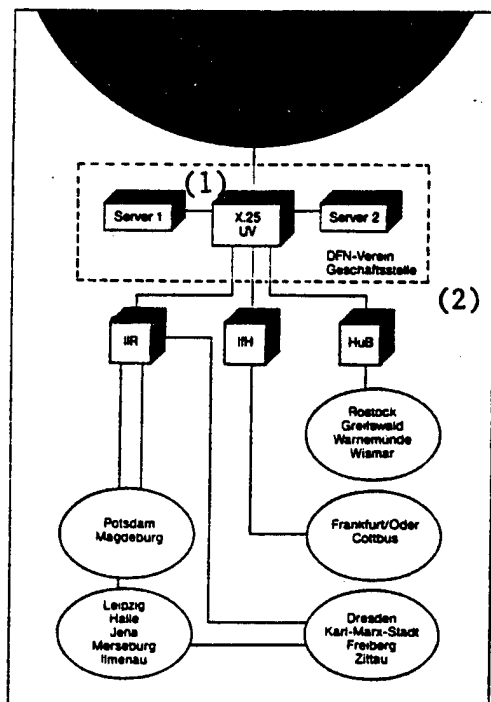 (1)
Server 1
X.25
UV
Server 2
DFN-Verein
Geschäftsstelle
(2)
IIR
IfH
HuB
Rostock
Greifswald
Warnemünde
Wismar
Potsdam
Magdeburg
Frankfurt/Oder
Cottbus
Leipzig
Halle
Jena
Merseburg
Ilmenau
Dresden
Karl-Marx-Stadt
Freiberg
Zittau